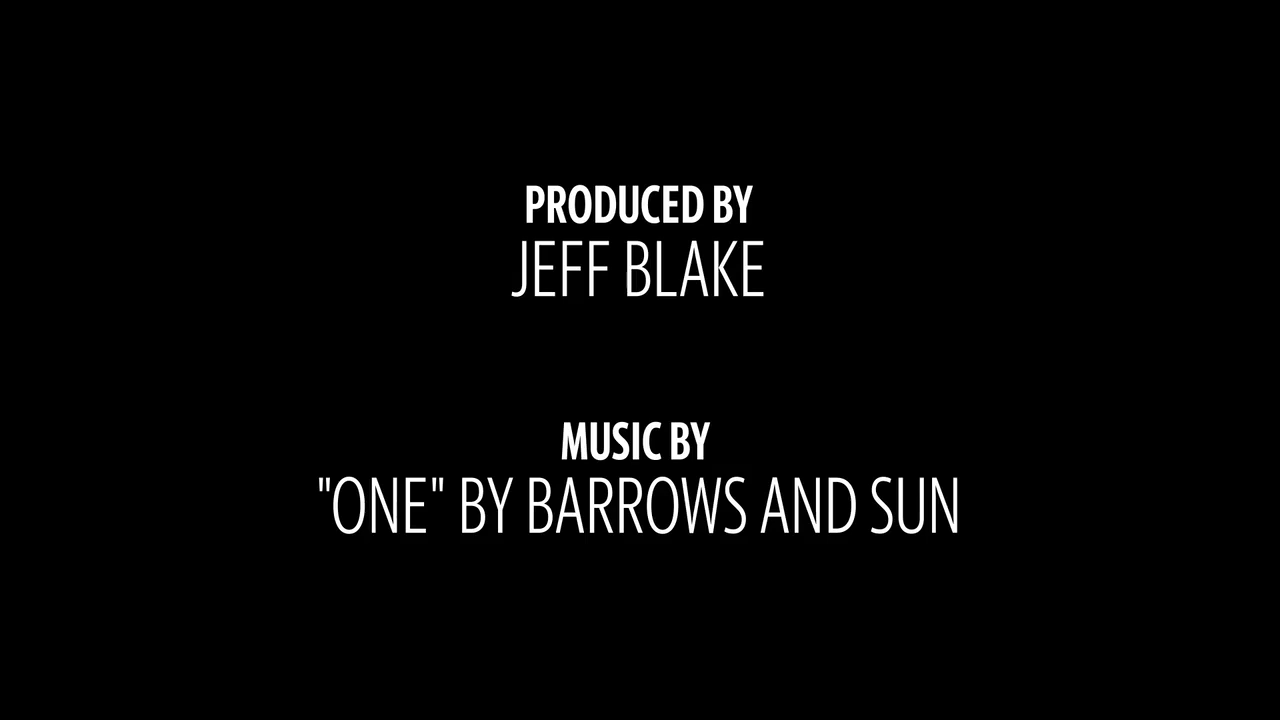 PRODUCED BY
JEFF BLAKE
MUSIC BY
"ONE" BY BARROWS AND SUN